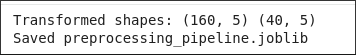 Transformed shapes: (160, 5) (40, 5)
Saved preprocessing_pipeline.joblib